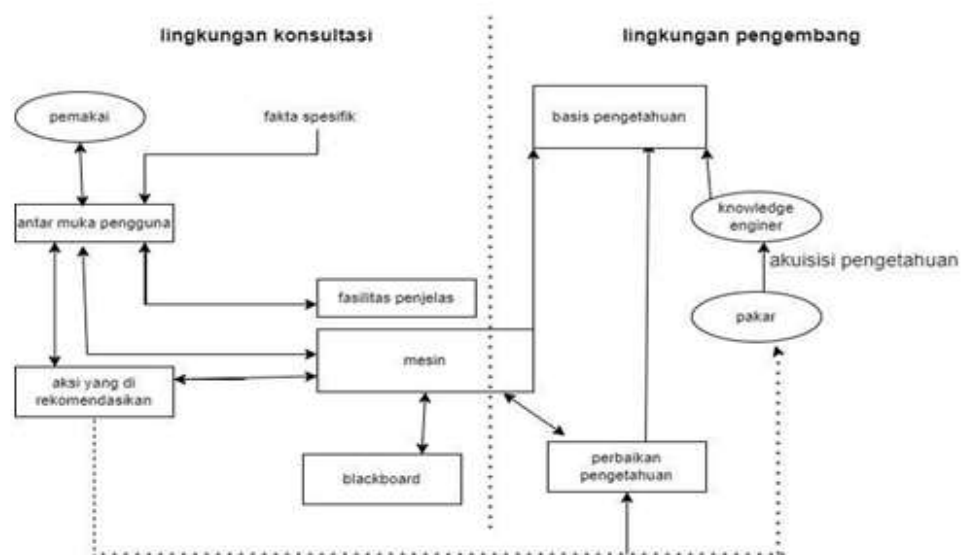 lingkungan konsultasi
lingkungan pengembang
pemakai
fakta spesifik
basis pengetahuan
antar muka pengguna
knowledge
enginer
akuisisi pengetahuan
fasilitas penjelas
pakar
mesin
aksi yang di
rekomendasikan
blackboard
perbaikan
pengetahuan